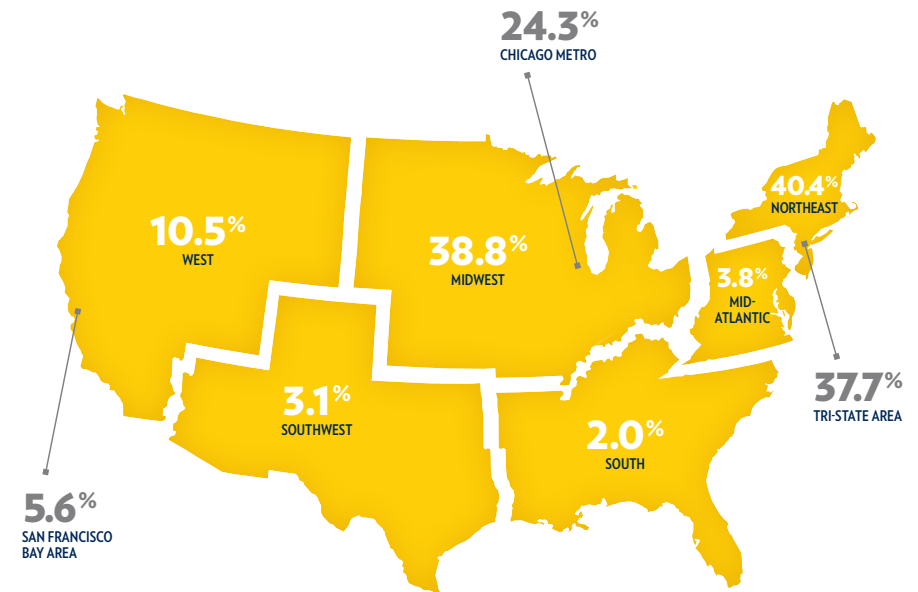 24.3%
CHICAGO METRO
40.4%
NORTHEAST
10.5%
WEST
38.8%
MIDWEST
3.8%
MID-
ATLANTIC
37.7%
TRI-STATE AREA
3.1%
SOUTHWEST
2.0%
SOUTH
5.6%
SAN FRANCISCO
BAY AREA